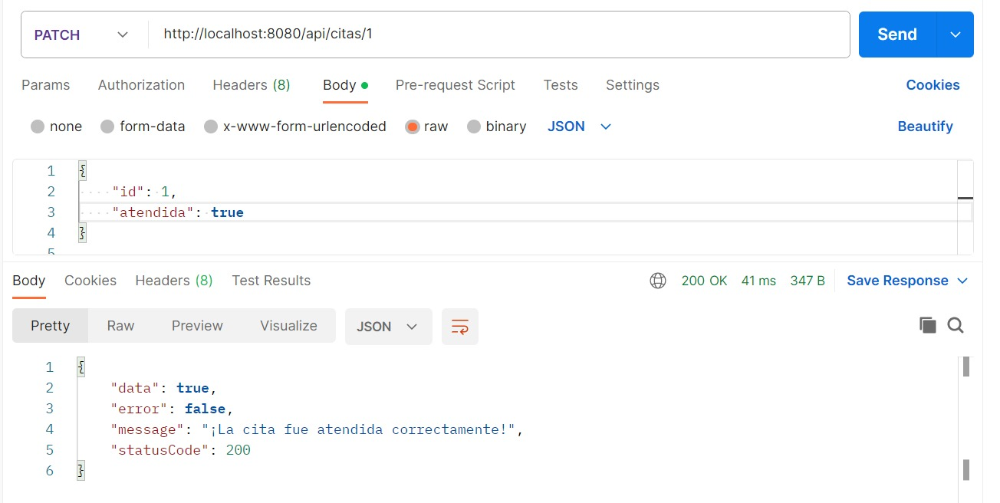 PATCH http://localhost:8080/api/citas/1 Send
Params Authorization Headers (8) Body Pre-request Script Tests Settings Cookies
none form-data x-www-form-urlencoded raw binary JSON Beautify
1 {
2 "id": 1,
3 "atendida": true
4 }
5
Body Cookies Headers (8) Test Results 200 OK 41 ms 347 B Save Response
Pretty Raw Preview Visualize JSON
1 {
2 "data": true,
3 "error": false,
4 "message": "¡La cita fue atendida correctamente!",
5 "statusCode": 200
6 }